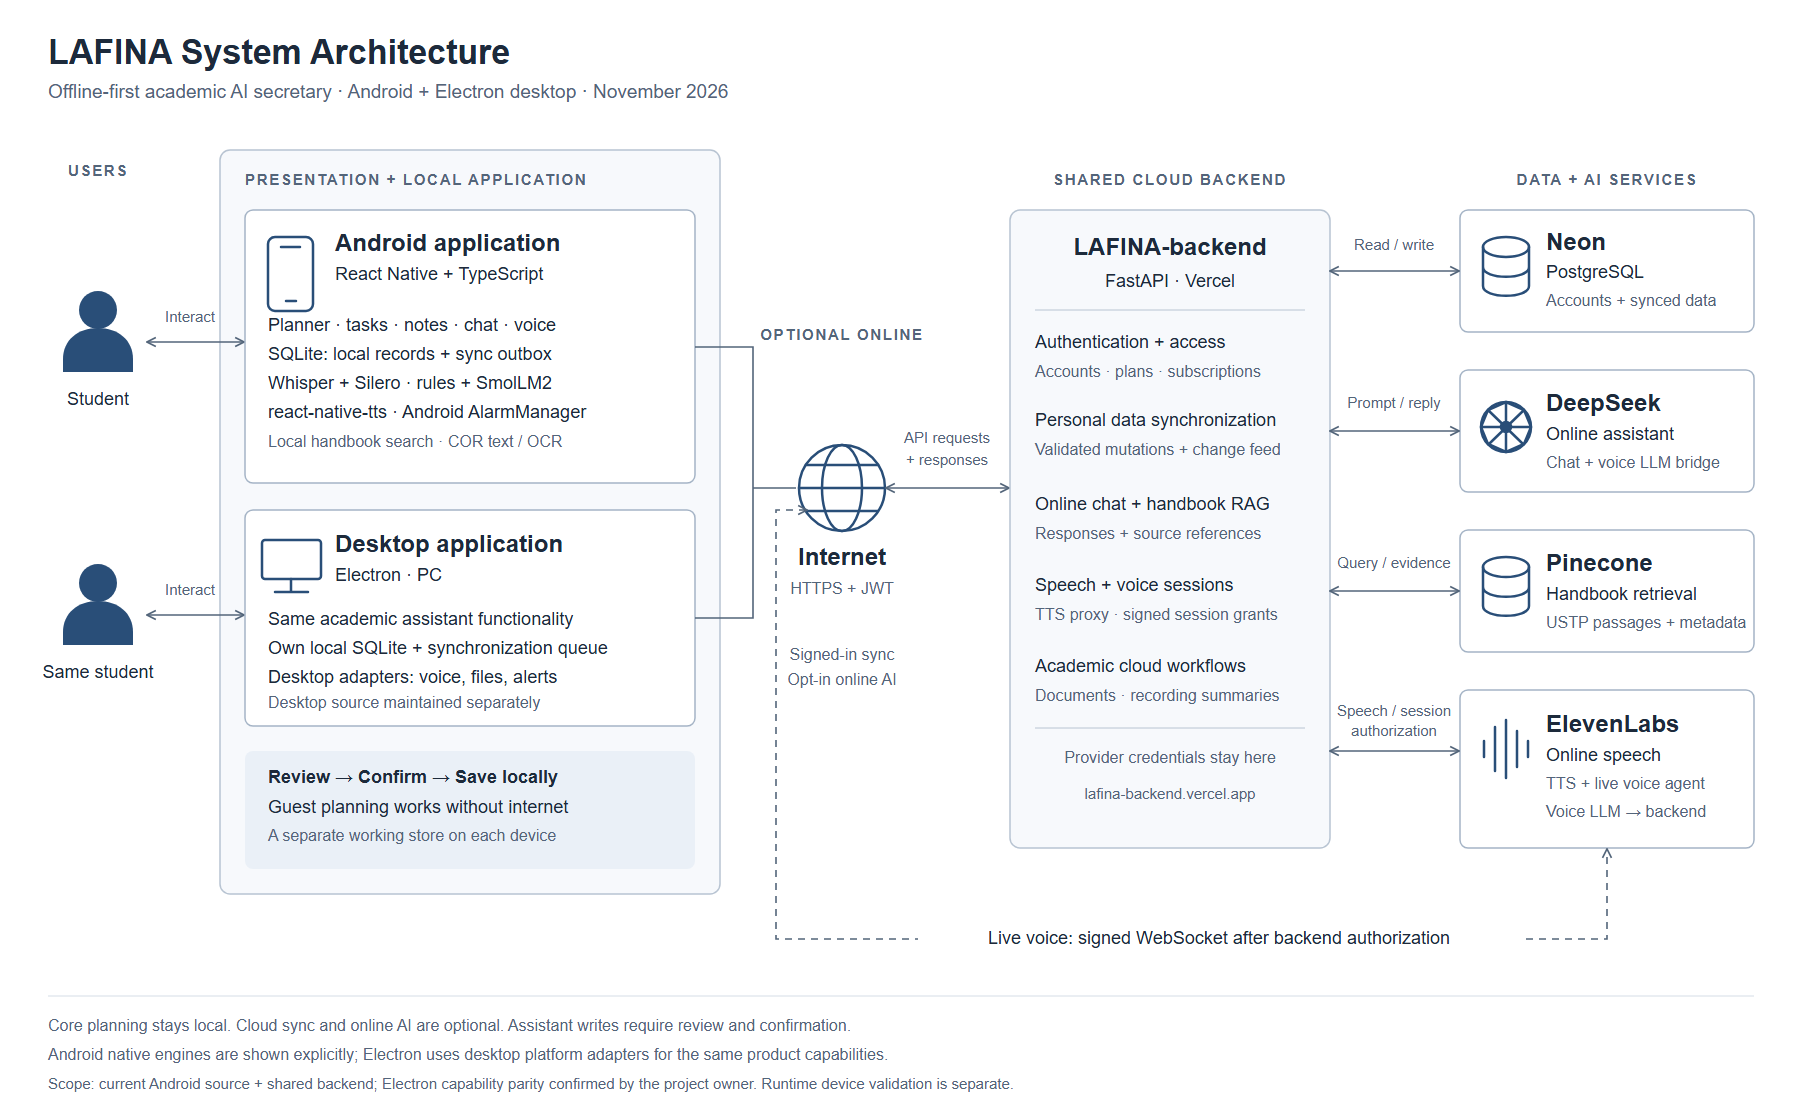 LAFINA System Architecture
Offline-first academic AI secretary · Android + Electron desktop · November 2026
USERS
Interact
Student
Interact
Same student
PRESENTATION + LOCAL APPLICATION
Android application
React Native + TypeScript
Planner · tasks · notes · chat · voice
SQLite: local records + sync outbox
Whisper + Silero · rules + SmolLM2
react-native-tts · Android AlarmManager
Local handbook search · COR text / OCR
Desktop application
Electron · PC
Same academic assistant functionality
Own local SQLite + synchronization queue
Desktop adapters: voice, files, alerts
Desktop source maintained separately
Review → Confirm → Save locally
Guest planning works without internet
A separate working store on each device
OPTIONAL ONLINE
API requests
+ responses
Internet
HTTPS + JWT
Signed-in sync
Opt-in online AI
SHARED CLOUD BACKEND
LAFINA-backend
FastAPI · Vercel
Authentication + access
Accounts · plans · subscriptions
Personal data synchronization
Validated mutations + change feed
Online chat + handbook RAG
Responses + source references
Speech + voice sessions
TTS proxy · signed session grants
Academic cloud workflows
Documents · recording summaries
Provider credentials stay here
lafina-backend.vercel.app
Read / write
Prompt / reply
Query / evidence
Speech / session
authorization
DATA + AI SERVICES
Neon
PostgreSQL
Accounts + synced data
DeepSeek
Online assistant
Chat + voice LLM bridge
Pinecone
Handbook retrieval
USTP passages + metadata
ElevenLabs
Online speech
TTS + live voice agent
Voice LLM → backend
Live voice: signed WebSocket after backend authorization
Core planning stays local. Cloud sync and online AI are optional. Assistant writes require review and confirmation.
Android native engines are shown explicitly; Electron uses desktop platform adapters for the same product capabilities.
Scope: current Android source + shared backend; Electron capability parity confirmed by the project owner. Runtime device validation is separate.